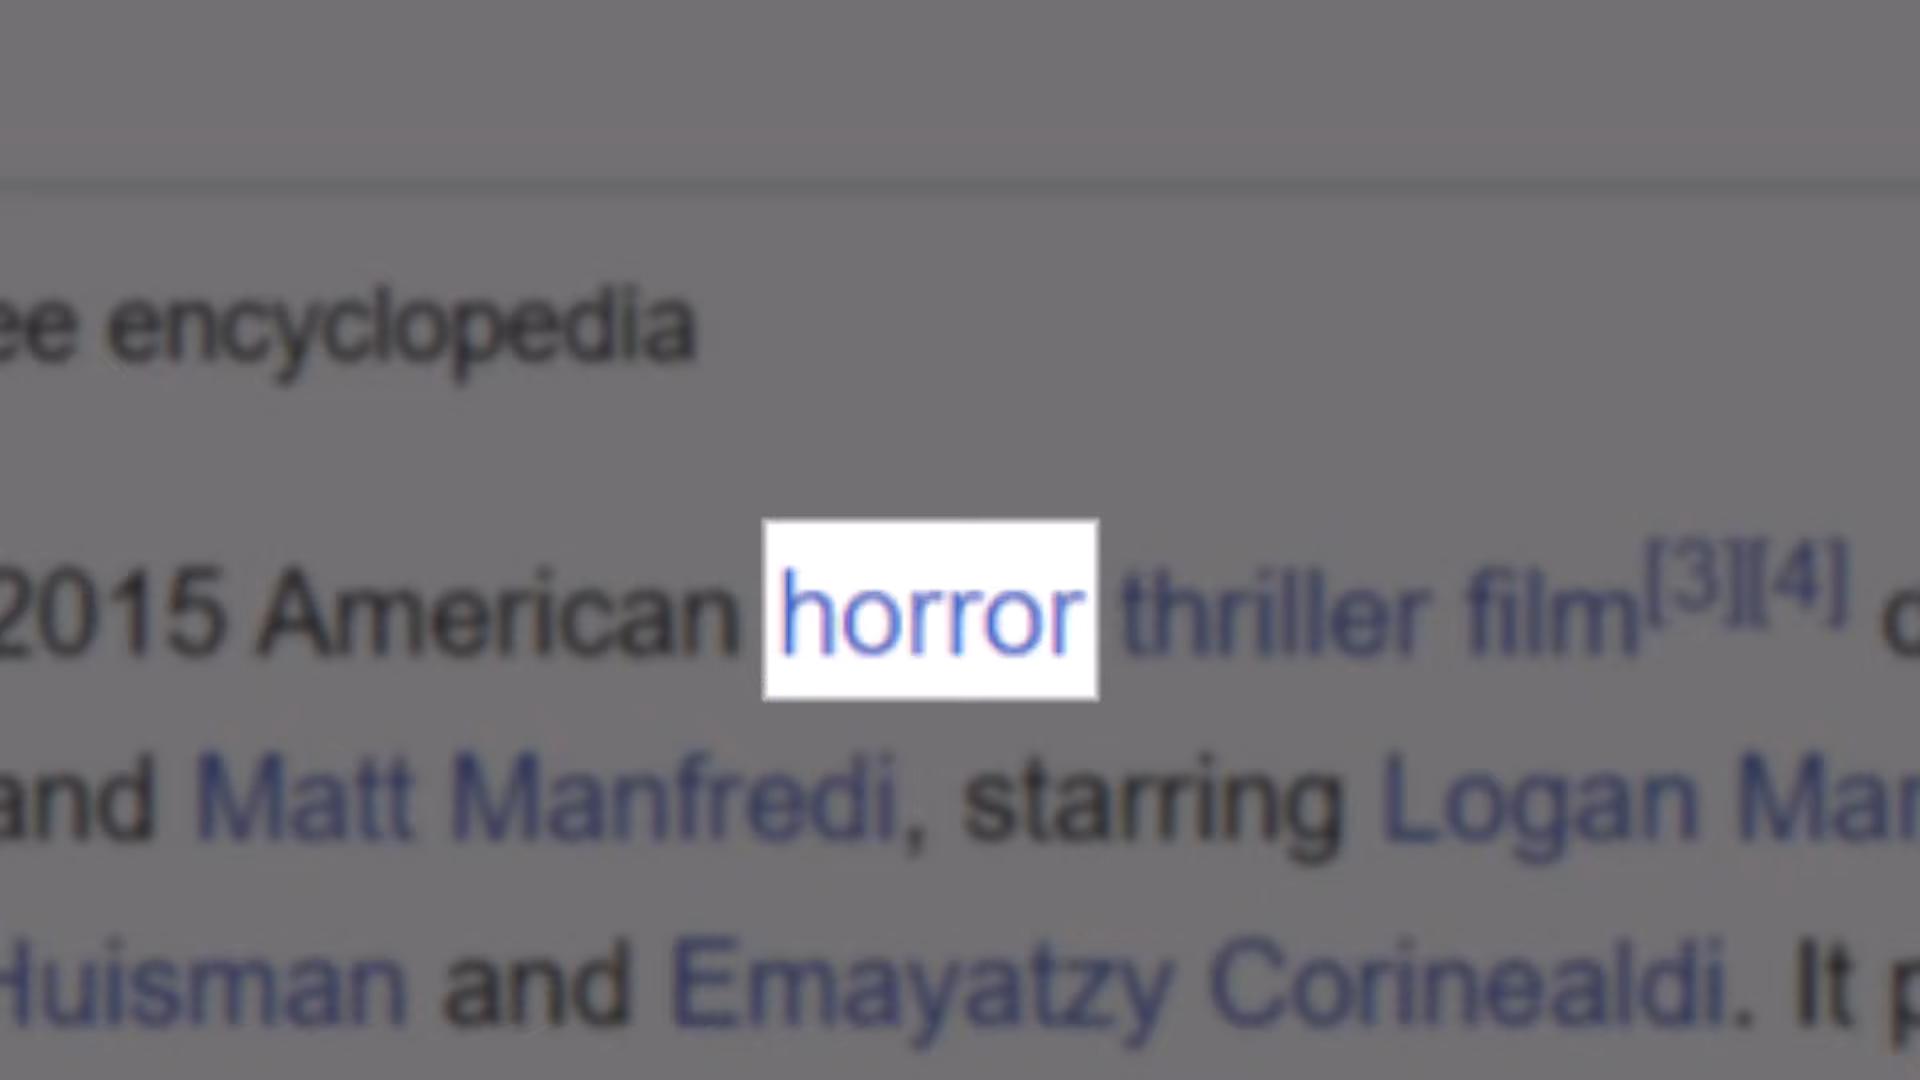 ee encyclopedia
2015 American horror thriller film[3][4]
and Matt Manfredi, starring Logan Mar
Huisman and Emayatzy Corinealdi. It p